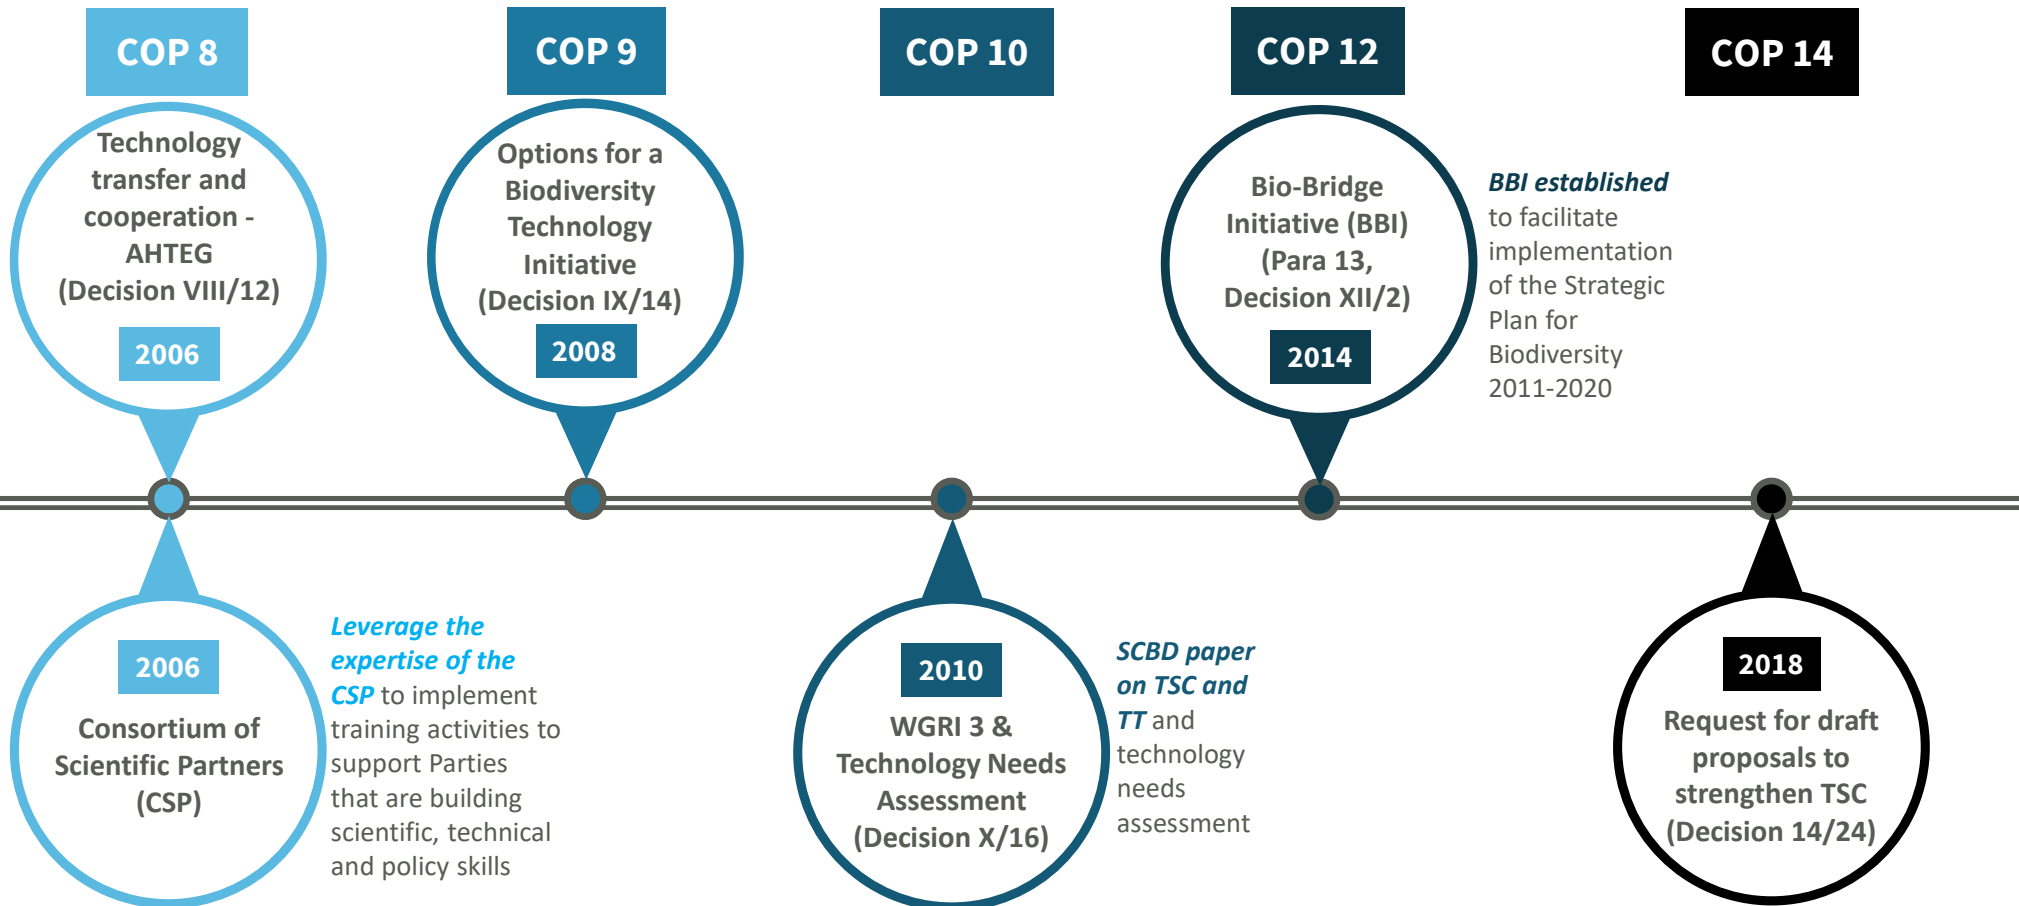 COP 8
COP 9
COP 10
COP 12
COP 14
Technology
transfer and
cooperation -
AHTEG
(Decision VIII/12)
2006
Options for a
Biodiversity
Technology
Initiative
(Decision IX/14)
2008
Bio-Bridge
Initiative (BBI)
(Para 13,
Decision XII/2)
2014
BBI established
to facilitate
implementation
of the Strategic
Plan for
Biodiversity
2011-2020
2006
Consortium of
Scientific Partners
(CSP)
Leverage the
expertise of the
CSP to implement
training activities to
support Parties
that are building
scientific, technical
and policy skills
2010
WGRI 3 &
Technology Needs
Assessment
(Decision X/16)
SCBD paper
on TSC and
TT and
technology
needs
assessment
2018
Request for draft
proposals to
strengthen TSC
(Decision 14/24)